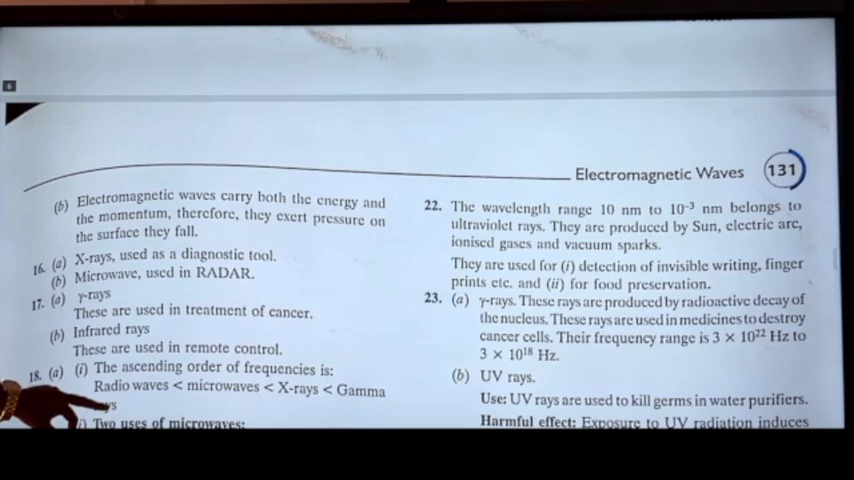 6
Electromagnetic Waves 131
(b) Electromagnetic waves carry both the energy and
the momentum, therefore, they exert pressure on
the surface they fall.
16. (a) X-rays, used as a diagnostic tool.
(b) Microwave, used in RADAR.
17. (a) γ-rays
These are used in treatment of cancer.
(b) Infrared rays
These are used in remote control.
18. (a) (i) The ascending order of frequencies is:
Radio waves < microwaves < X-rays < Gamma
Two uses of microwaves:
22. The wavelength range 10 nm to 10⁻³ nm belongs to
ultraviolet rays. They are produced by Sun, electric arc,
ionised gases and vacuum sparks.
They are used for (i) detection of invisible writing, finger
prints etc. and (ii) for food preservation.
23. (a) γ-rays. These rays are produced by radioactive decay of
the nucleus. These rays are used in medicines to destroy
cancer cells. Their frequency range is 3 × 10²² Hz to
3 × 10¹⁸ Hz.
(b) UV rays.
Use: UV rays are used to kill germs in water purifiers.
Harmful effect: Exposure to UV radiation induces